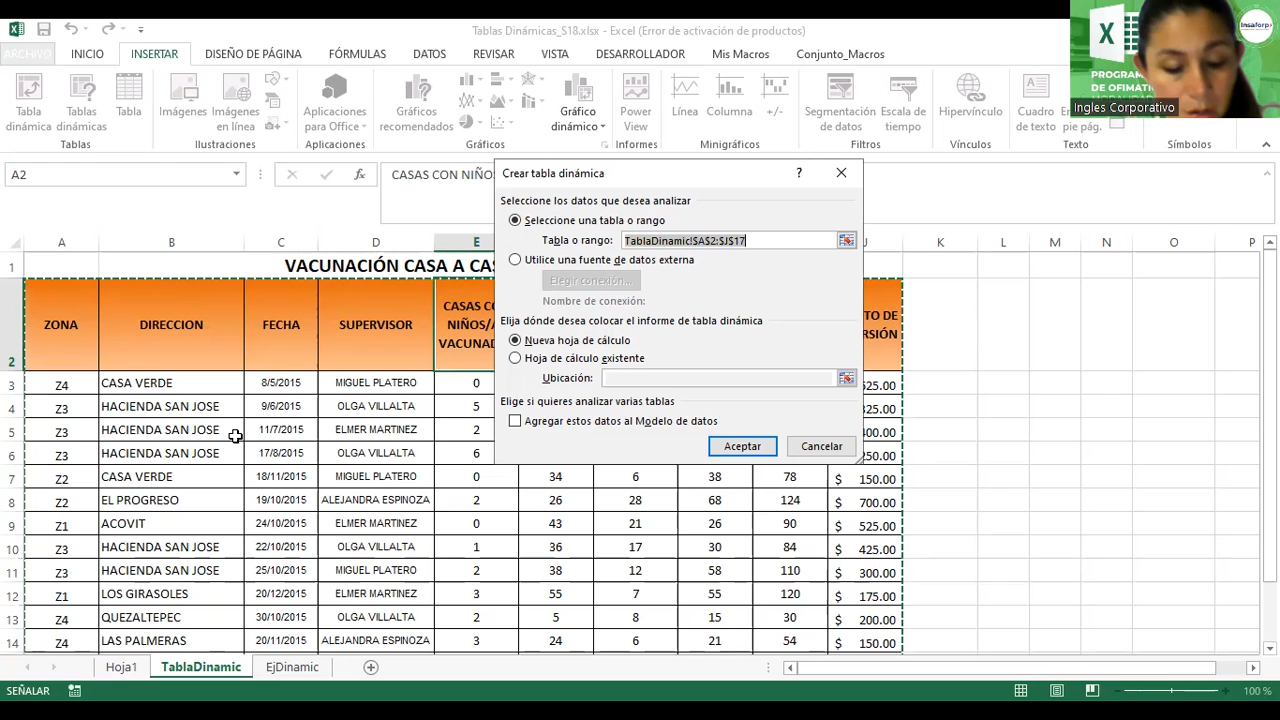 Tablas Dinámicas_S18.xlsx - Excel (Error de activación de productos)
ARCHIVO INICIO INSERTAR DISEÑO DE PÁGINA FÓRMULAS DATOS REVISAR VISTA DESARROLLADOR Mis Macros Conjunto_Macros
Insaforp
Ingles Corporativo
Tabla dinámica
Tablas dinámicas
Tabla
Imágenes
Imágenes en línea
Aplicaciones para Office
Gráficos recomendados
Gráfico dinámico
Power View
Línea
Columna
+/-
Segmentación de datos
Escala de tiempo
Hipervínculo
Cuadro de texto
pie pág.
Tablas Ilustraciones Aplicaciones Gráficos Informes Minigráficos Filtros Vínculos Texto Símbolos
A2
CASAS CON NIÑOS
Crear tabla dinámica
?
Seleccione los datos que desea analizar
Seleccione una tabla o rango
Tabla o rango: TablaDinamic!$A$2:$J$17
Utilice una fuente de datos externa
Elegir conexión...
Nombre de conexión:
Elija dónde desea colocar el informe de tabla dinámica
Nueva hoja de cálculo
Hoja de cálculo existente
Ubicación:
Elige si quieres analizar varias tablas
Agregar estos datos al Modelo de datos
Aceptar Cancelar
A B C D E J K L M N O P
1 VACUNACIÓN CASA A
2 ZONA DIRECCION FECHA SUPERVISOR
3 Z4 CASA VERDE 8/5/2015 MIGUEL PLATERO 0
4 Z3 HACIENDA SAN JOSE 9/6/2015 OLGA VILLALTA 5
5 Z3 HACIENDA SAN JOSE 11/7/2015 ELMER MARTINEZ 2
6 Z3 HACIENDA SAN JOSE 17/8/2015 OLGA VILLALTA 6
7 Z2 CASA VERDE 18/11/2015 MIGUEL PLATERO 0 34 6 38 78 $ 150.00
8 Z2 EL PROGRESO 19/10/2015 ALEJANDRA ESPINOZA 2 26 28 68 124 $ 700.00
9 Z1 ACOVIT 24/10/2015 ELMER MARTINEZ 0 43 21 26 90 $ 525.00
10 Z3 HACIENDA SAN JOSE 22/10/2015 OLGA VILLALTA 1 36 17 30 84 $ 425.00
11 Z3 HACIENDA SAN JOSE 25/10/2015 MIGUEL PLATERO 2 38 12 58 110 $ 300.00
12 Z1 LOS GIRASOLES 20/12/2015 ELMER MARTINEZ 3 55 7 55 120 $ 175.00
13 Z4 QUEZALTEPEC 30/10/2015 OLGA VILLALTA 2 5 8 15 30 $ 200.00
14 Z4 LAS PALMERAS 20/11/2015 ALEJANDRA ESPINOZA 3 24 6 21 54 $ 150.00
Hoja1 TablaDinamic EjDinamic
SEÑALAR
100 %